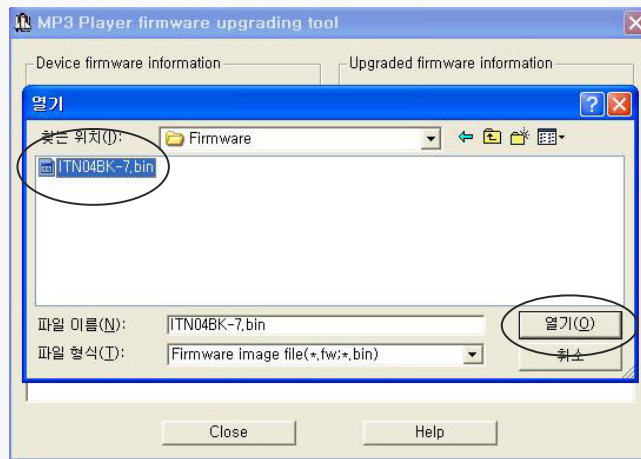 MP3 Player firmware upgrading tool
Device firmware information
Upgraded firmware information
열기
찾는 위치(I):
Firmware
ITN04BK-7.bin
파일 이름(N):
ITN04BK-7.bin
열기(O)
파일 형식(T):
Firmware image file(*.fw;*.bin)
취소
Close
Help